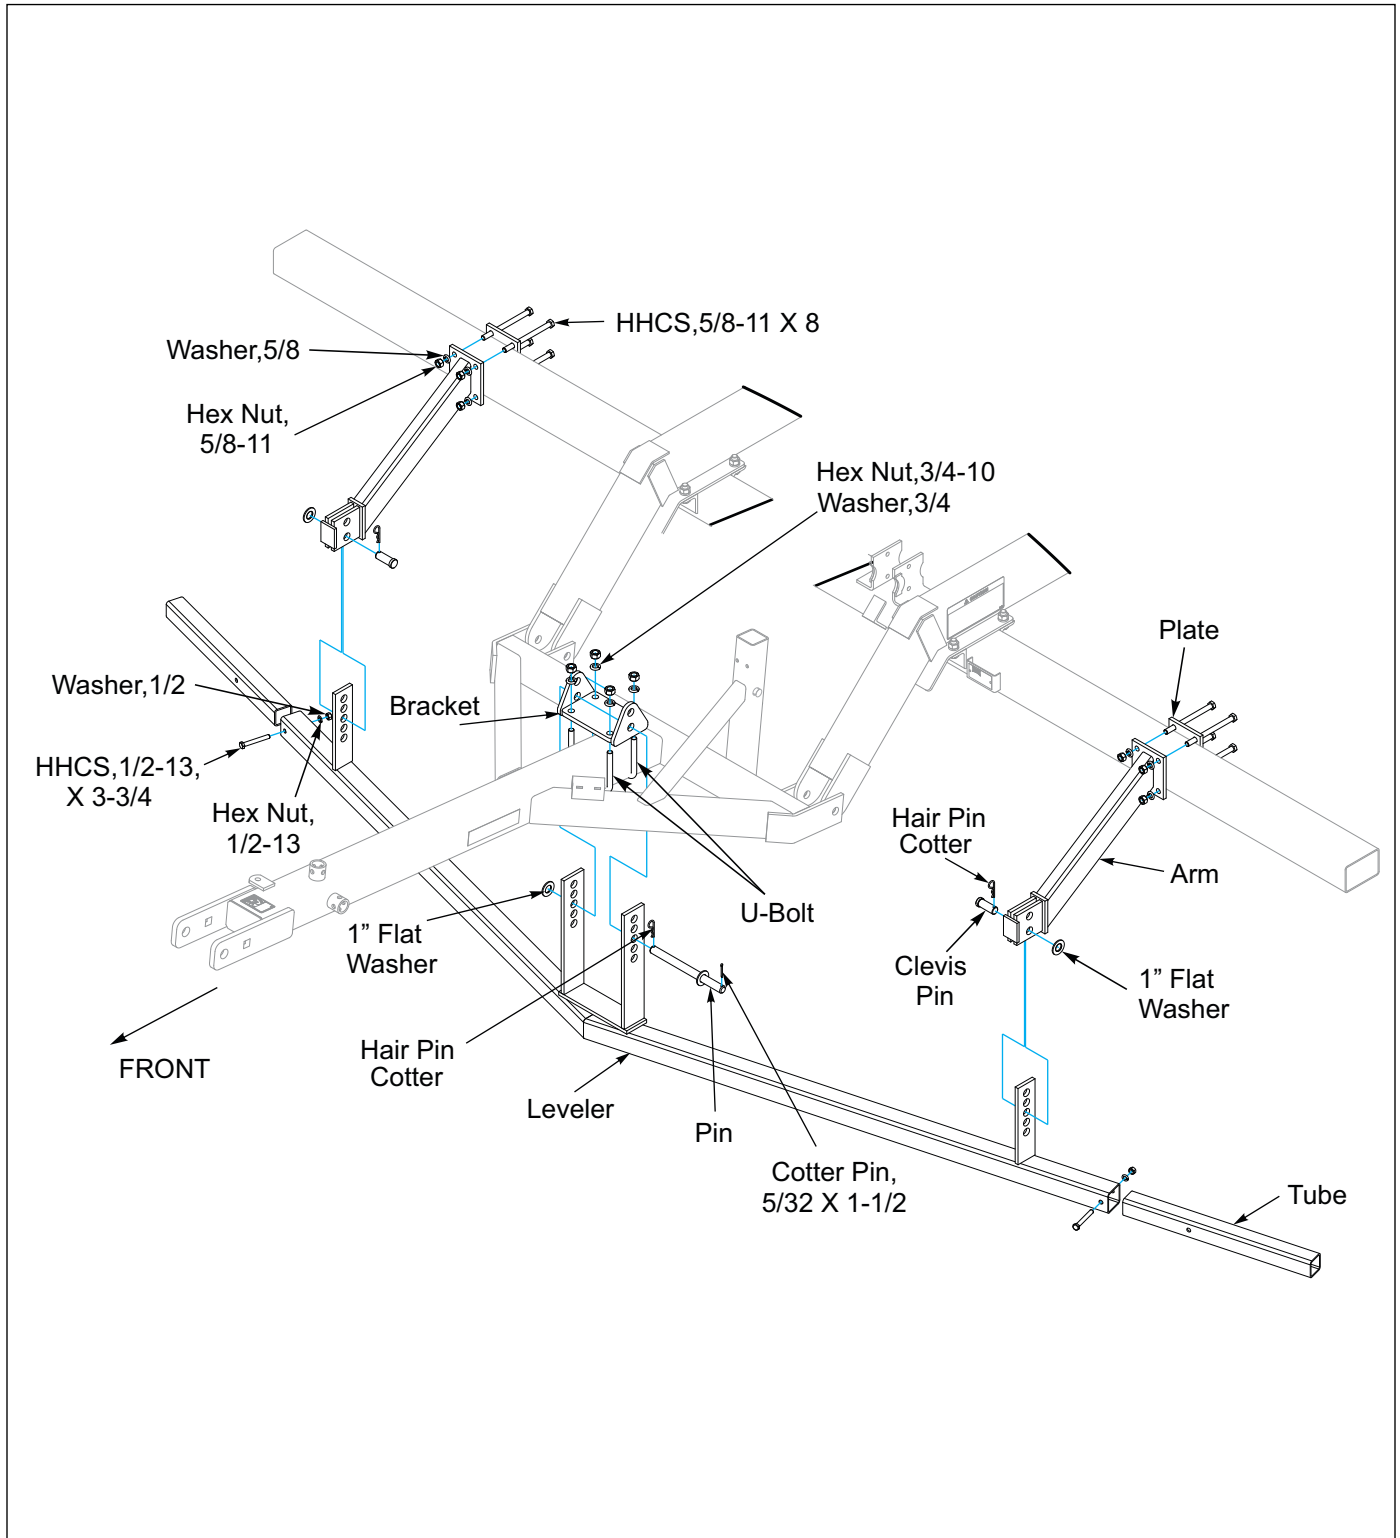 HHCS,5/8-11 X 8
Washer,5/8
Hex Nut,
5/8-11
Hex Nut,3/4-10
Washer,3/4
Plate
Washer,1/2
Bracket
HHCS,1/2-13,
X 3-3/4
Hex Nut,
1/2-13
Hair Pin
Cotter
Arm
U-Bolt
1” Flat
Washer
Clevis
Pin
1” Flat
Washer
FRONT
Hair Pin
Cotter
Leveler
Pin
Cotter Pin,
5/32 X 1-1/2
Tube